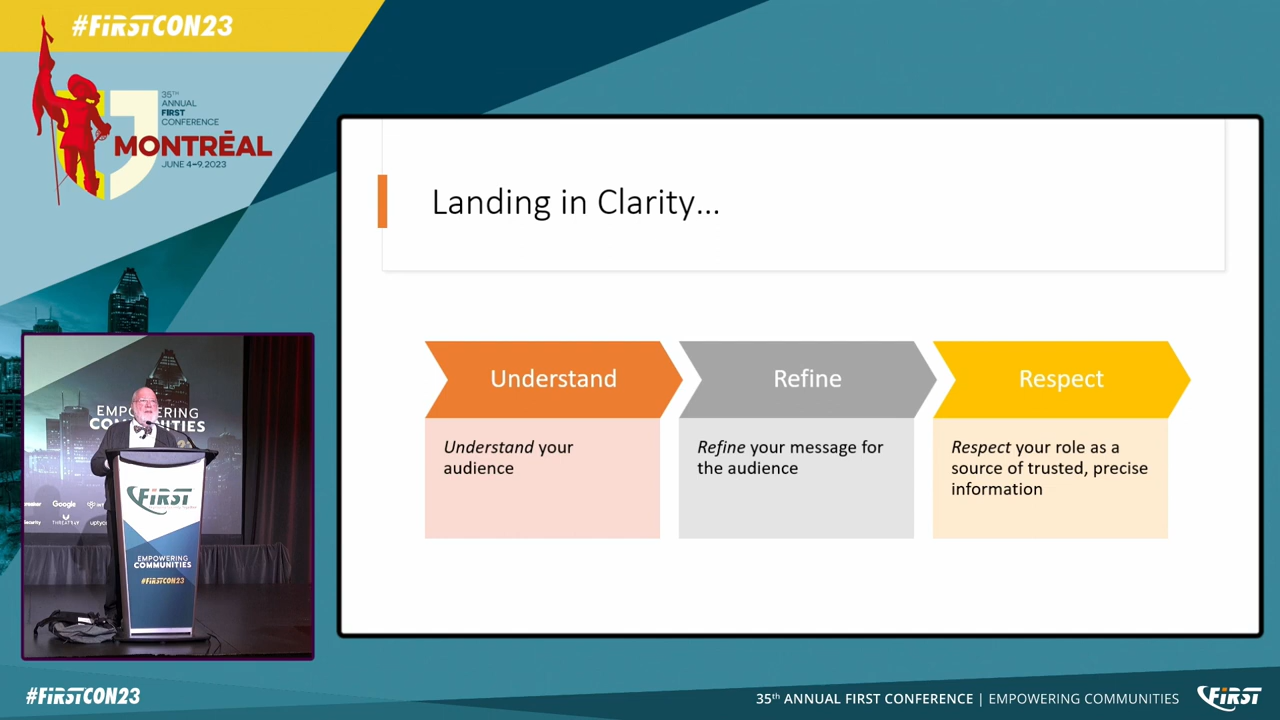 #FiRSTCON23
35TH
ANNUAL
FIRST
CONFERENCE
MONTRĒAL
JUNE 4–9, 2023
Landing in Clarity...
Understand
Refine
Respect
Understand your
audience
Refine your message for
the audience
Respect your role as a
source of trusted, precise
information
EMPOWERING
COMMUNITIES
Google
THREATRAY
FiRST
EMPOWERING
COMMUNITIES
#FiRSTCON23
#FiRSTCON23
35th ANNUAL FIRST CONFERENCE | EMPOWERING COMMUNITIES
FiRST